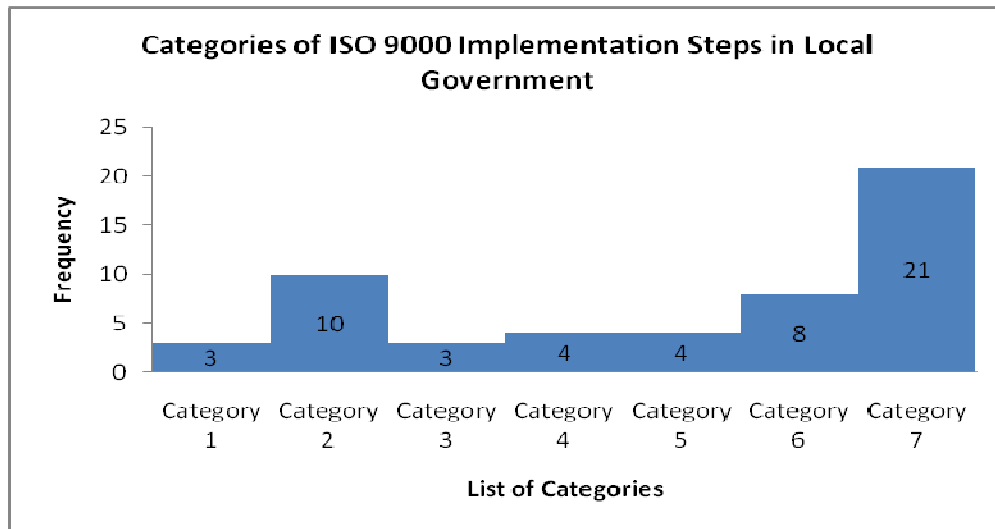 Categories of ISO 9000 Implementation Steps in Local
Government
Frequency
25
20
15
10
5
0
3
10
3
4
4
8
21
Category 1
Category 2
Category 3
Category 4
Category 5
Category 6
Category 7
List of Categories